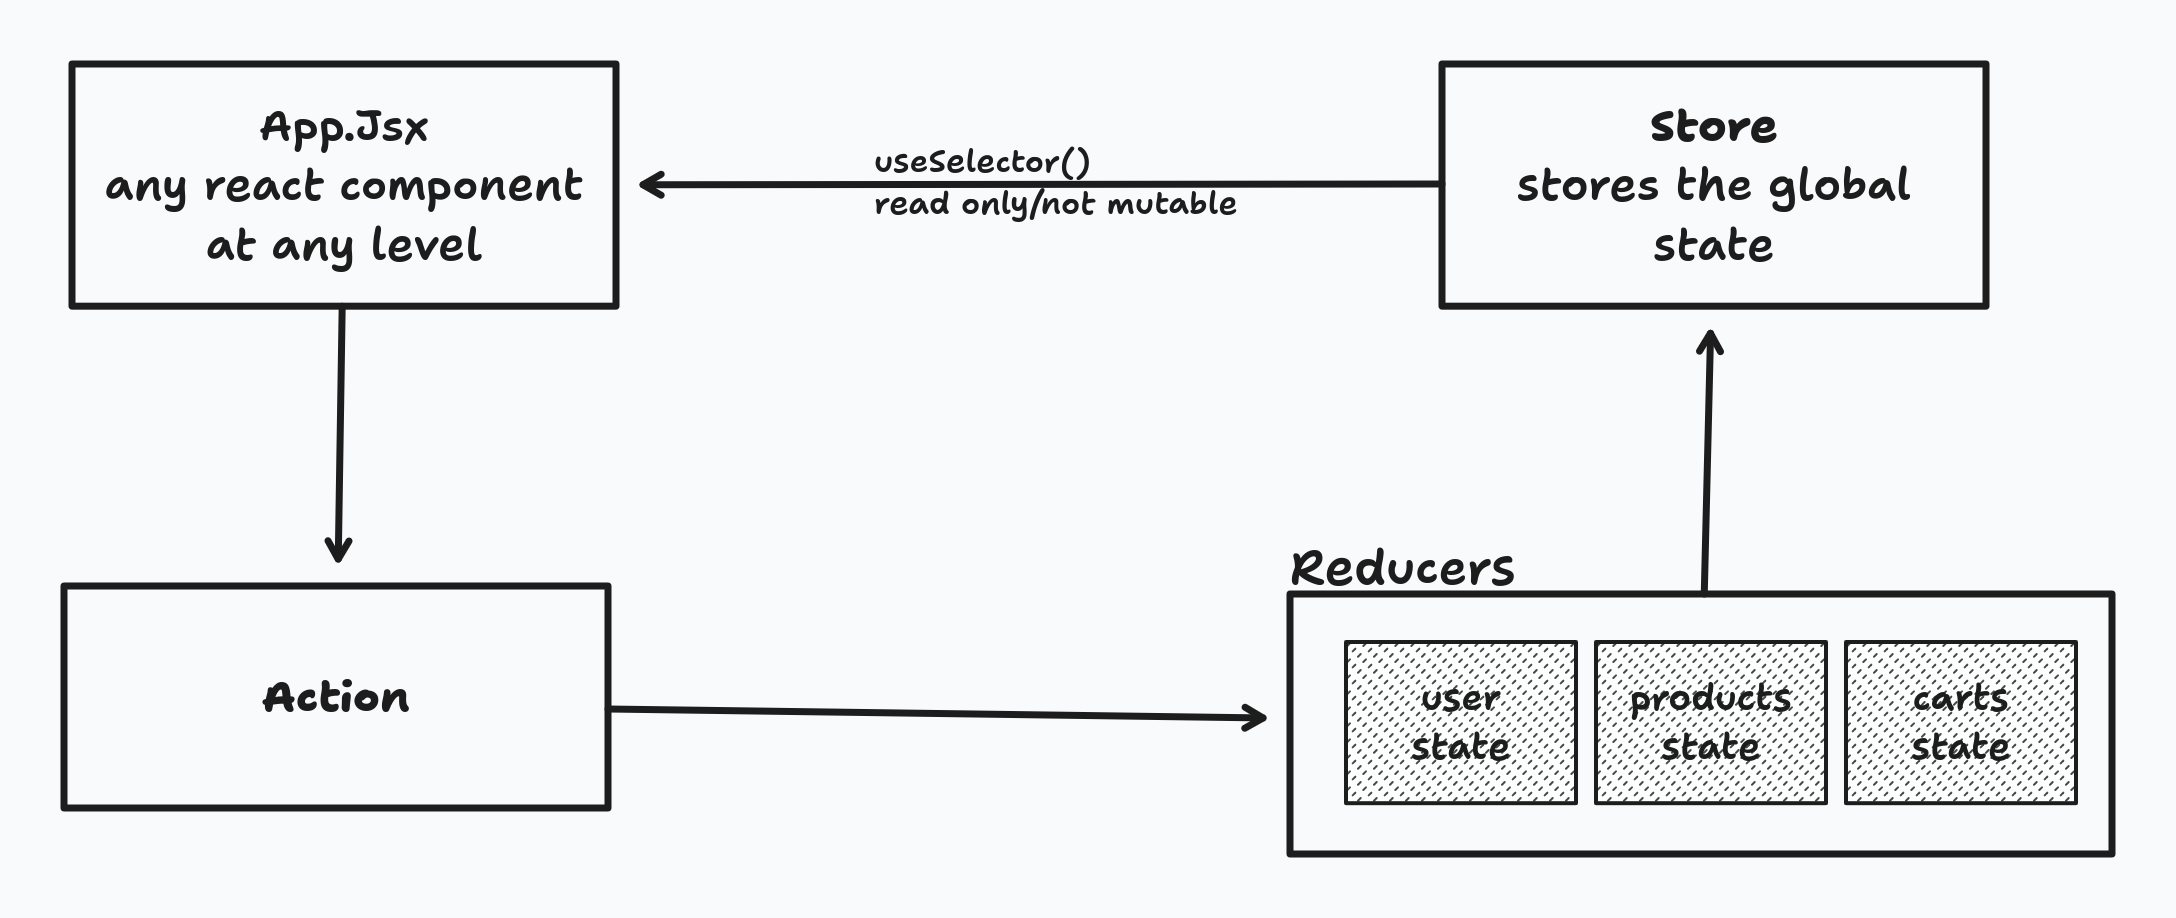 App.Jsx
any react component
at any level
useSelector()
read only/not mutable
Store
stores the global
state
Action
Reducers
user
state
products
state
carts
state